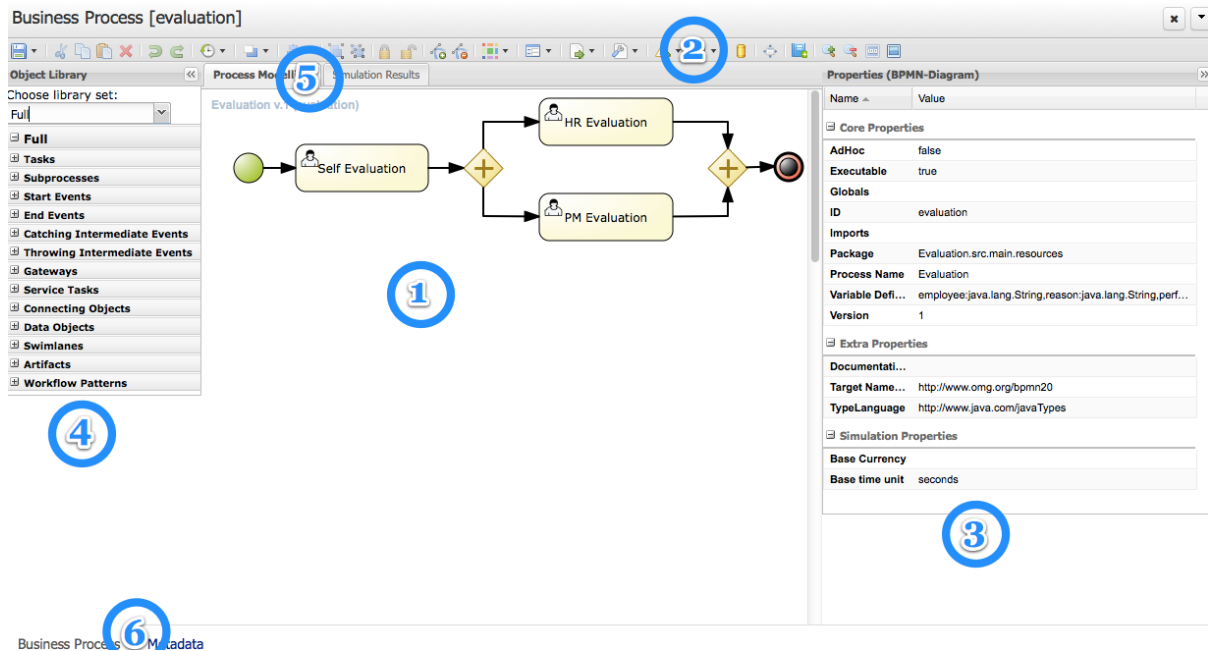 Business Process [evaluation]
2
Object Library
Process Modelling
Simulation Results
5
Properties (BPMN-Diagram)
Choose library set:
Full
Evaluation v.1 (evaluation)
Name
Value
Full
Tasks
Subprocesses
Start Events
End Events
Catching Intermediate Events
Throwing Intermediate Events
Gateways
Service Tasks
Connecting Objects
Data Objects
Swimlanes
Artifacts
Workflow Patterns
4
Self Evaluation
HR Evaluation
PM Evaluation
1
Core Properties
AdHoc false
Executable true
Globals
ID evaluation
Imports
Package Evaluation.src.main.resources
Process Name Evaluation
Variable Defi... employee:java.lang.String,reason:java.lang.String,perf...
Version 1
Extra Properties
Documentati...
Target Name... http://www.omg.org/bpmn20
TypeLanguage http://www.java.com/javaTypes
Simulation Properties
Base Currency
Base time unit seconds
3
Business Process
6
Metadata